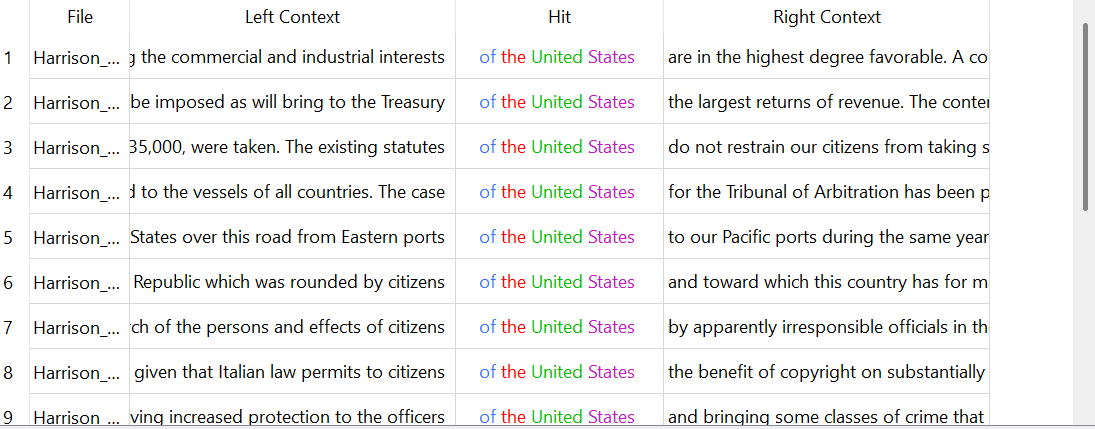 File Left Context Hit Right Context
1 Harrison_... g the commercial and industrial interests of the United States are in the highest degree favorable. A co
2 Harrison_... be imposed as will bring to the Treasury of the United States the largest returns of revenue. The conten
3 Harrison_... 35,000, were taken. The existing statutes of the United States do not restrain our citizens from taking s
4 Harrison_... d to the vessels of all countries. The case of the United States for the Tribunal of Arbitration has been p
5 Harrison_... States over this road from Eastern ports of the United States to our Pacific ports during the same year
6 Harrison_... Republic which was rounded by citizens of the United States and toward which this country has for m
7 Harrison_... rch of the persons and effects of citizens of the United States by apparently irresponsible officials in th
8 Harrison_... given that Italian law permits to citizens of the United States the benefit of copyright on substantially
9 Harrison_... ving increased protection to the officers of the United States and bringing some classes of crime that